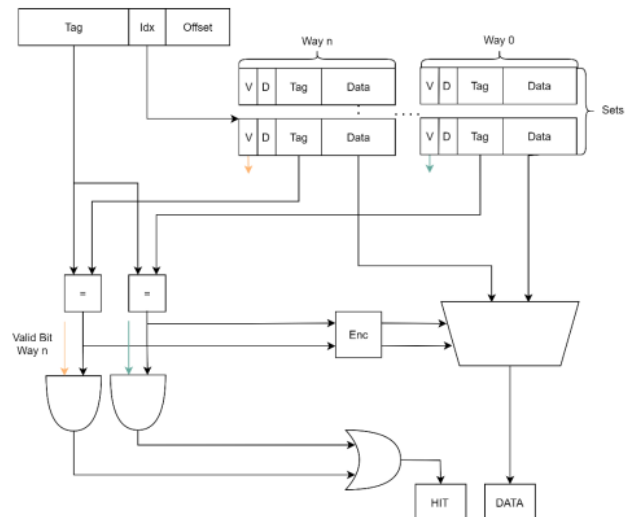 Tag Idx Offset
Way n Way 0
V D Tag Data V D Tag Data
Sets
V D Tag Data V D Tag Data
= =
Valid Bit
Way n
Enc
HIT DATA